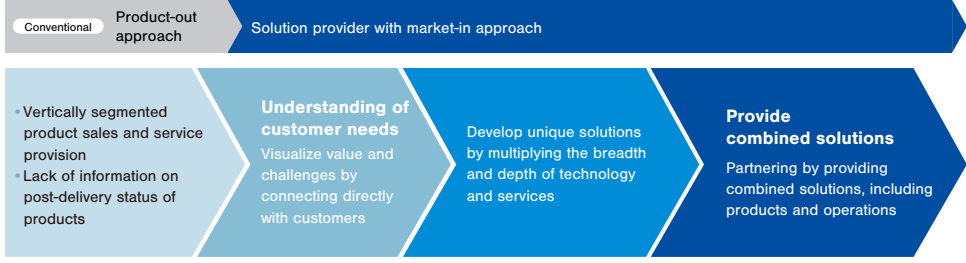 Conventional
Product-out
approach
Solution provider with market-in approach
• Vertically segmented
product sales and service
provision
• Lack of information on
post-delivery status of
products
Understanding of
customer needs
Visualize value and
challenges by
connecting directly
with customers
Develop unique solutions
by multiplying the breadth
and depth of technology
and services
Provide
combined solutions
Partnering by providing
combined solutions, including
products and operations